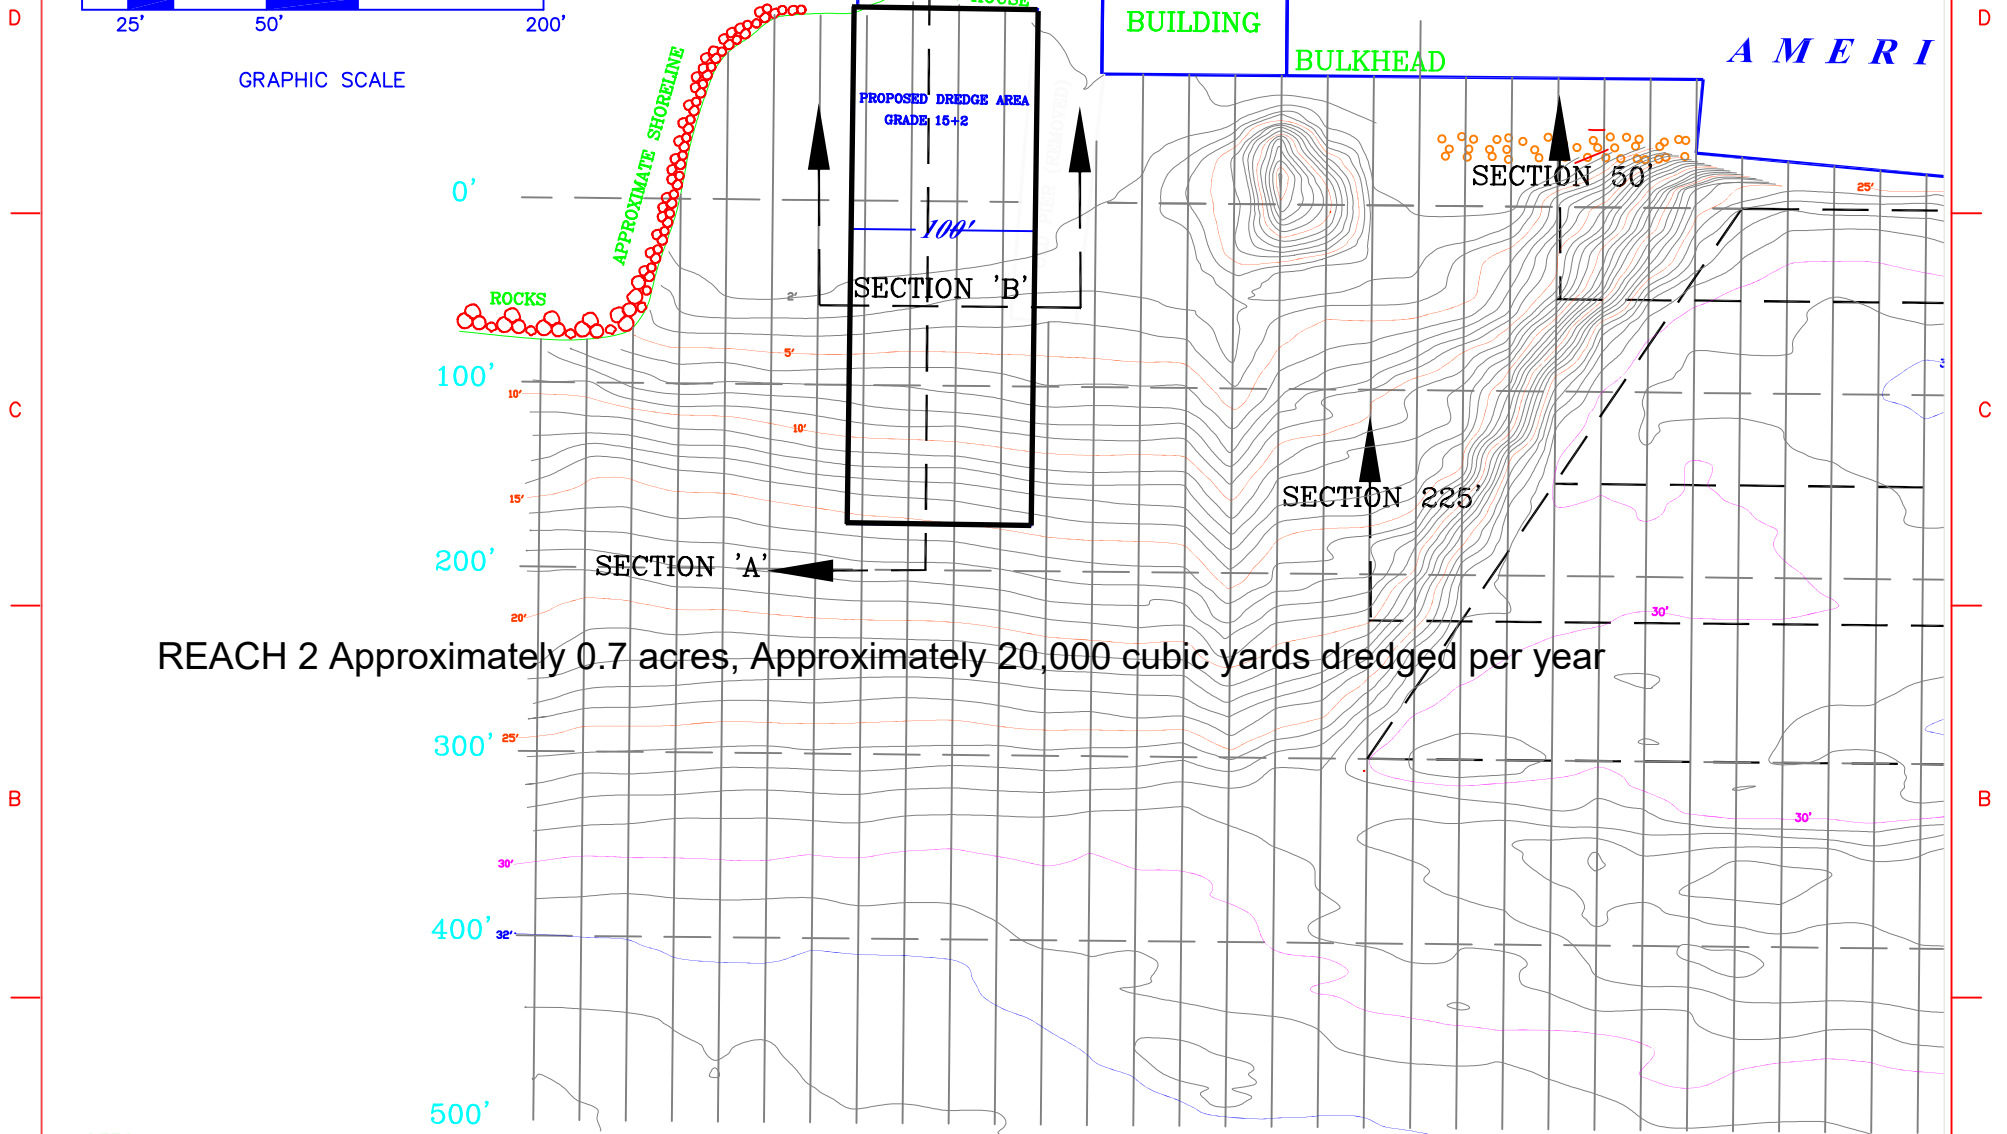 D
D
25' 50' 200'
GRAPHIC SCALE
BUILDING
BULKHEAD
A M E R I
PROPOSED DREDGE AREA
GRADE 15+2
APPROXIMATE SHORELINE
0'
SECTION 50'
25'
100'
SECTION 'B'
2'
ROCKS
5'
100'
10'
10'
C
C
15'
SECTION 225'
200'
SECTION 'A'
20'
30'
REACH 2 Approximately 0.7 acres, Approximately 20,000 cubic yards dredged per year
300'
25'
B
B
30'
30'
400'
32'
500'